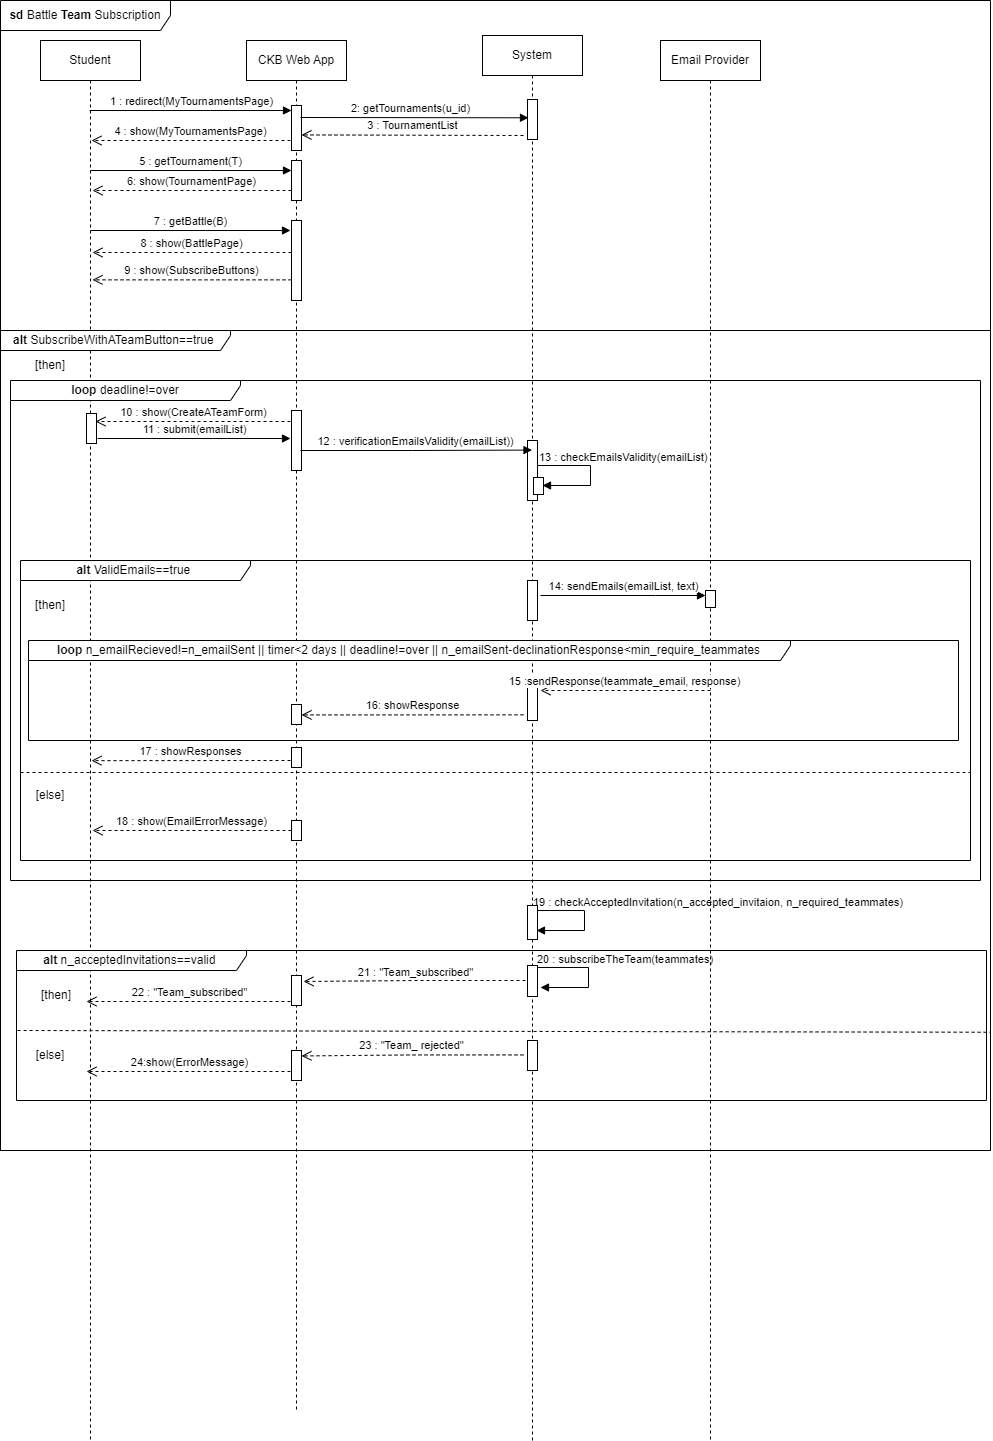 sd Battle Team Subscription
Student
CKB Web App
System
Email Provider
1 : redirect(MyTournamentsPage)
2: getTournaments(u_id)
3 : TournamentList
4 : show(MyTournamentsPage)
5 : getTournament(T)
6: show(TournamentPage)
7 : getBattle(B)
8 : show(BattlePage)
9 : show(SubscribeButtons)
alt SubscribeWithATeamButton==true
[then]
loop deadline!=over
10 : show(CreateATeamForm)
11 : submit(emailList)
12 : verificationEmailsValidity(emailList))
13 : checkEmailsValidity(emailList)
alt ValidEmails==true
14: sendEmails(emailList, text)
[then]
loop n_emailRecieved!=n_emailSent || timer<2 days || deadline!=over || n_emailSent-declinationResponse<min_require_teammates
15 :sendResponse(teammate_email, response)
16: showResponse
17 : showResponses
[else]
18 : show(EmailErrorMessage)
19 : checkAcceptedInvitation(n_accepted_invitaion, n_required_teammates)
alt n_acceptedInvitations==valid
20 : subscribeTheTeam(teammates)
21 : "Team_subscribed"
[then]
22 : "Team_subscribed"
23 : "Team_ rejected"
[else]
24:show(ErrorMessage)